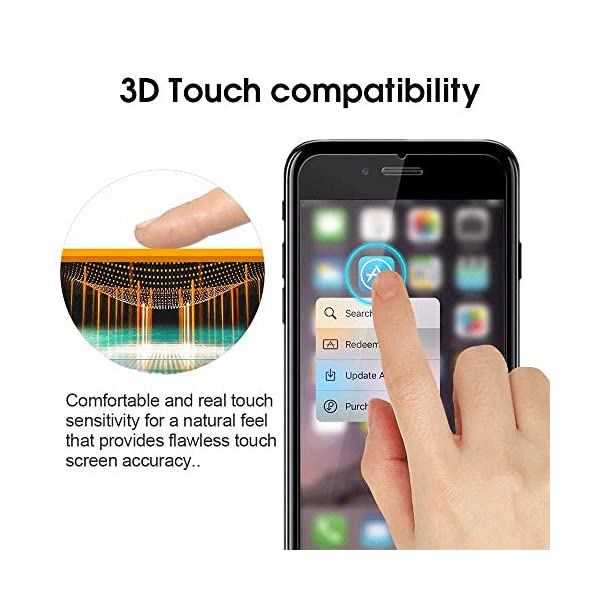 3D Touch compatibility
Search
Redeem
Update A
Purch
Comfortable and real touch
sensitivity for a natural feel
that provides flawless touch
screen accuracy..